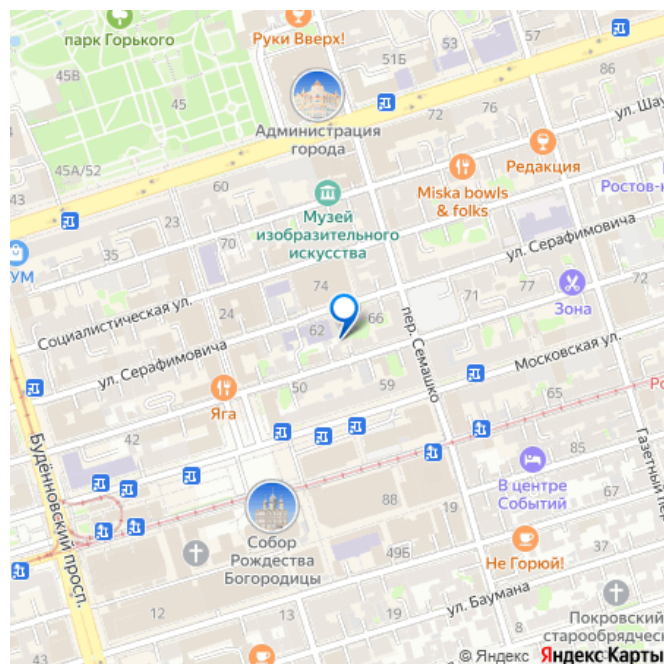 парк Горького
Руки Вверх!
53
57
51Б
86
45В
45
72
76
ул. Шау
Администрация
города
Редакция
45А/52
60
Miska bowls
& folks
Ростов-н
43
23
Музей
изобразительного
искусства
35
70
УМ
ул. Серафимовича
74
71
77
Зона
Социалистическая ул.
24
62
66
пер. Семашко
ул. Серафимовича
Московская ул.
Яга
50
59
65
Ро
42
Будённовский просп.
85
В центре
Событий
Газетный пер
88
19
67
Собор
Рождества
Богородицы
49Б
Не Горюй!
37
12
13
19
ул. Баумана
43
Покровский
старообрядчес
© Яндекс Яндекс Карты